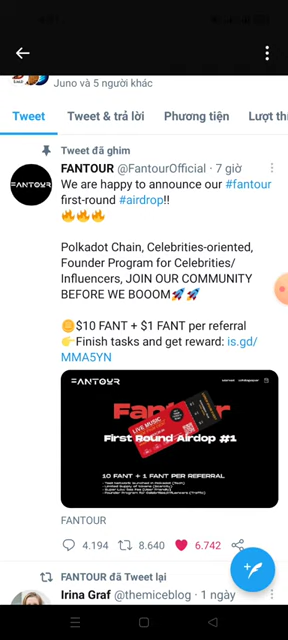 Juno và 5 người khác
Tweet
Tweet & trả lời
Phương tiện
Lượt th
Tweet đã ghim
FANTOUR @FantourOfficial · 7 giờ
We are happy to announce our #fantour
first-round #airdrop!!
🔥🔥🔥
Polkadot Chain, Celebrities-oriented,
Founder Program for Celebrities/
Influencers, JOIN OUR COMMUNITY
BEFORE WE BOOOM🚀🚀
🪙$10 FANT + $1 FANT per referral
👉Finish tasks and get reward: is.gd/
MMA5YN
FANTOUR
Fantour
LIVE MUSIC
First Round Airdop #1
10 FANT + 1 FANT PER REFERRAL
FANTOUR
4.194
8.640
6.742
FANTOUR đã Tweet lại
Irina Graf @themiceblog · 1 ngày